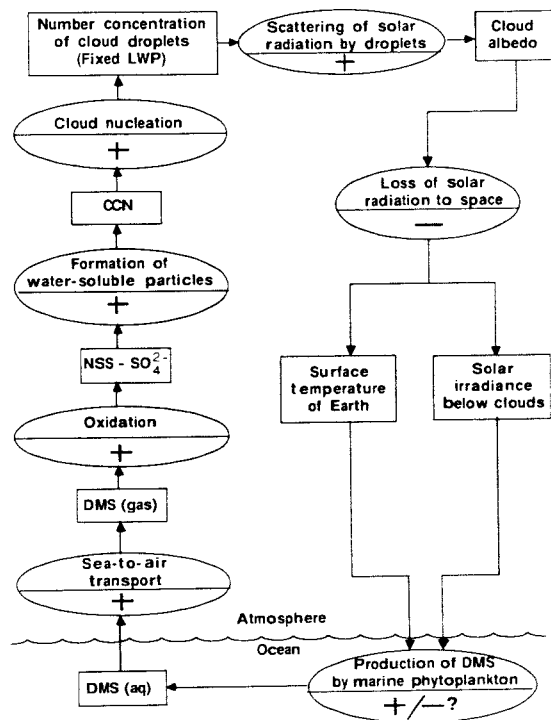 Number concentration
of cloud droplets
(Fixed LWP)
Scattering of solar
radiation by droplets
+
Cloud
albedo
Cloud nucleation
+
Loss of solar
radiation to space
—
CCN
Formation of
water-soluble particles
+
NSS - SO₄²⁻
Surface
temperature
of Earth
Solar
irradiance
below clouds
Oxidation
+
DMS (gas)
Sea-to-air
transport
+
Atmosphere
Ocean
DMS (aq)
Production of DMS
by marine phytoplankton
+/—?